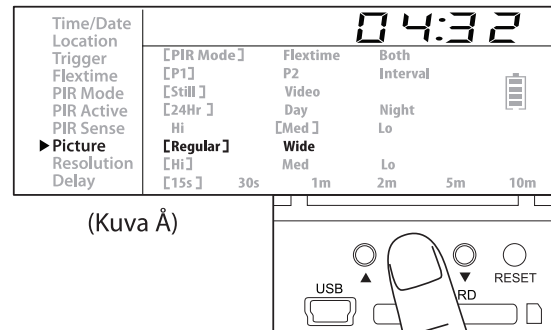 Time/Date 04:32
Location
Trigger [PIR Mode] Flextime Both
Flextime [P1] P2 Interval
PIR Mode [Still ] Video
PIR Active [24Hr ] Day Night
PIR Sense Hi [Med ] Lo
▶Picture [Regular] Wide
Resolution [Hi] Med Lo
Delay [15s ] 30s 1m 2m 5m 10m
(Kuva Å)
▲ ▼ RESET
USB RD